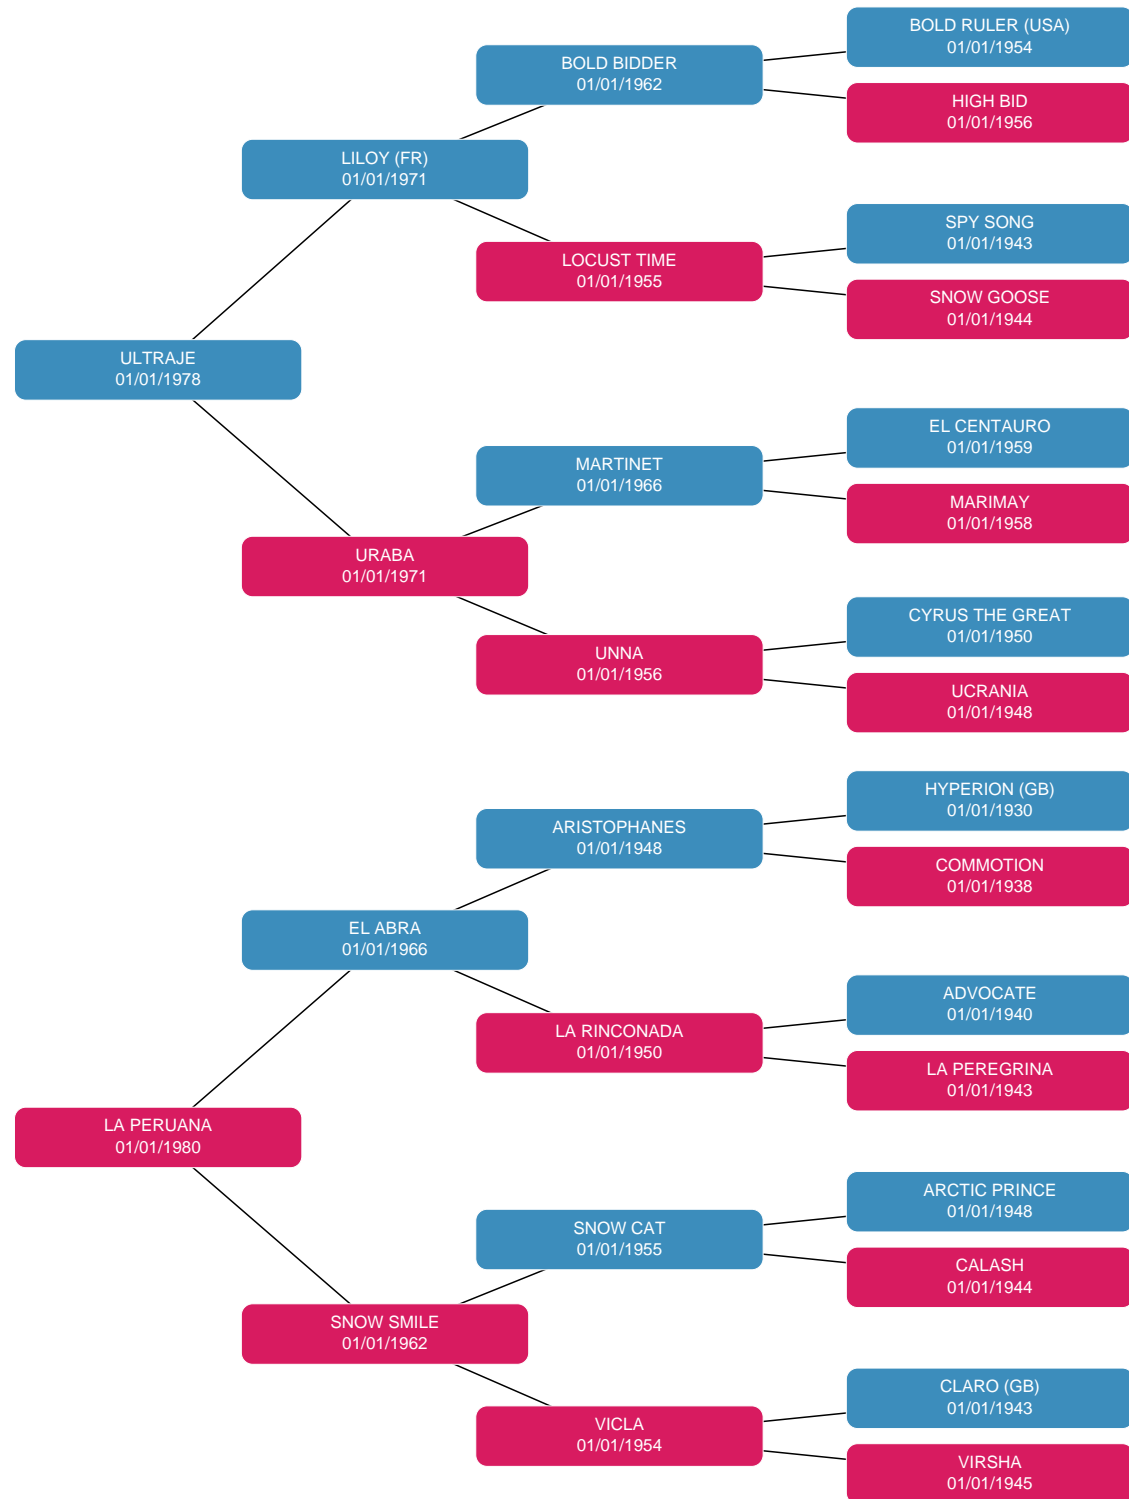 BOLD RULER (USA)
01/01/1954
BOLD BIDDER
01/01/1962
HIGH BID
01/01/1956
LILOY (FR)
01/01/1971
SPY SONG
01/01/1943
LOCUST TIME
01/01/1955
SNOW GOOSE
01/01/1944
ULTRAJE
01/01/1978
EL CENTAURO
01/01/1959
MARTINET
01/01/1966
MARIMAY
01/01/1958
URABA
01/01/1971
CYRUS THE GREAT
01/01/1950
UNNA
01/01/1956
UCRANIA
01/01/1948
HYPERION (GB)
01/01/1930
ARISTOPHANES
01/01/1948
COMMOTION
01/01/1938
EL ABRA
01/01/1966
ADVOCATE
01/01/1940
LA RINCONADA
01/01/1950
LA PEREGRINA
01/01/1943
LA PERUANA
01/01/1980
ARCTIC PRINCE
01/01/1948
SNOW CAT
01/01/1955
CALASH
01/01/1944
SNOW SMILE
01/01/1962
CLARO (GB)
01/01/1943
VICLA
01/01/1954
VIRSHA
01/01/1945